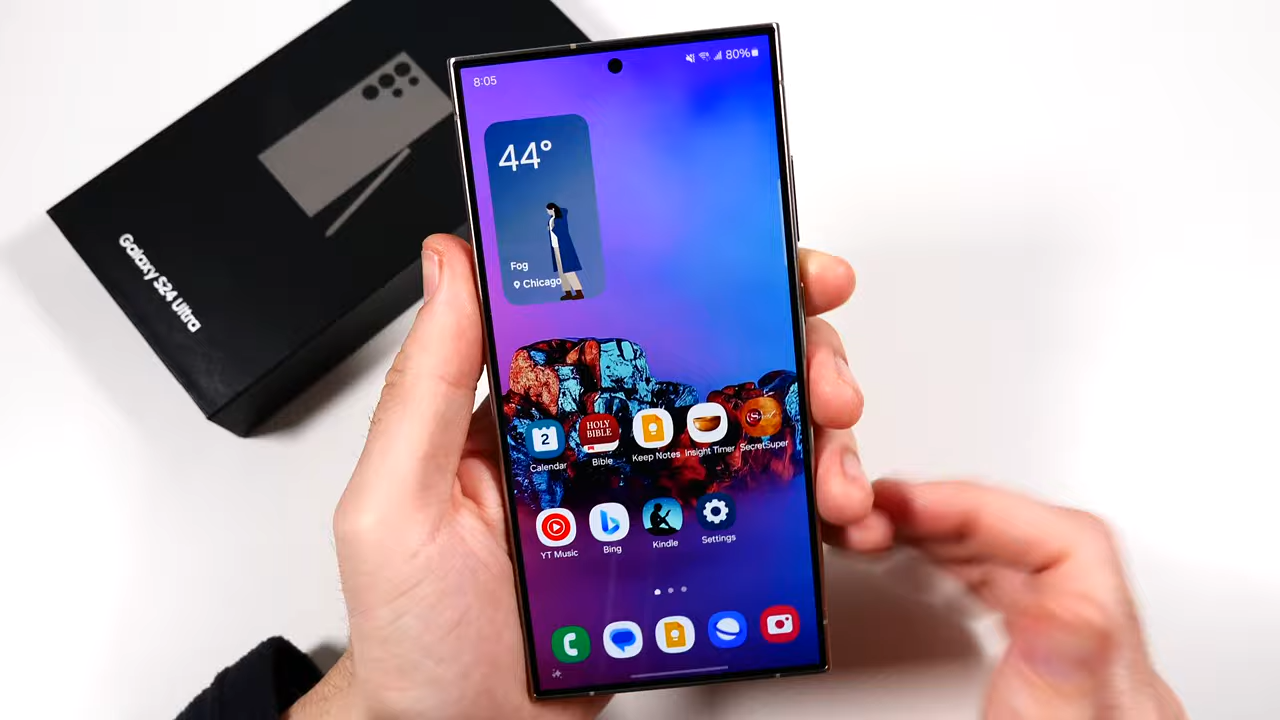 8:05
80%
44°
Fog
Chicago
Galaxy S24 Ultra
2
HOLY
BIBLE
Calendar
Bible
Keep Notes
Insight Timer
SecretSuper
YT Music
Bing
Kindle
Settings